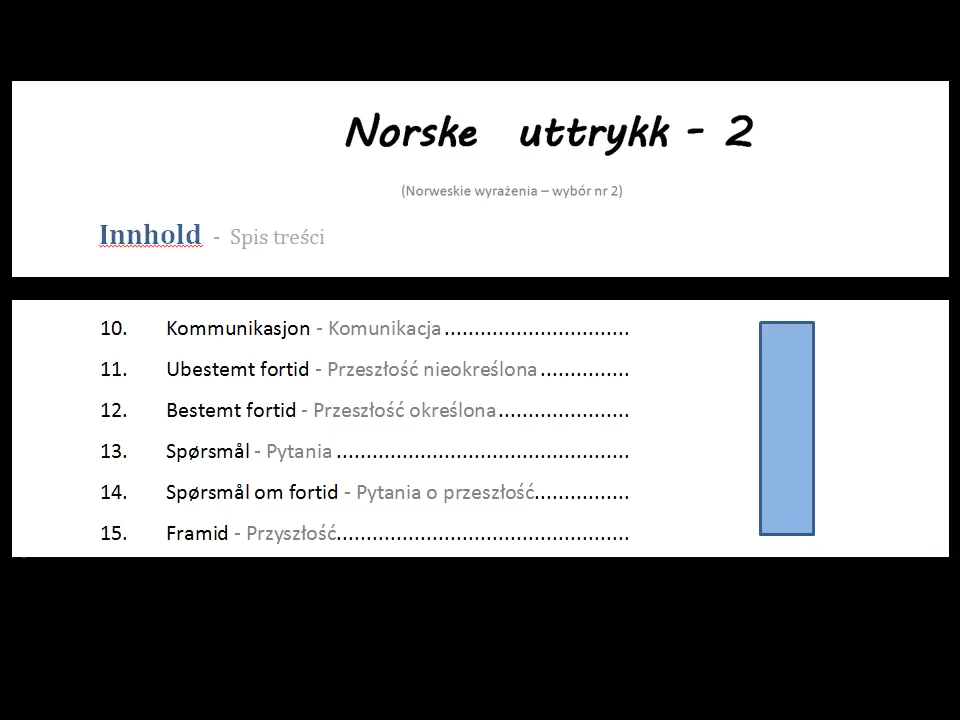 Norske uttrykk - 2
(Norweskie wyrażenia – wybór nr 2)
Innhold - Spis treści
10. Kommunikasjon - Komunikacja...............................
11. Ubestemt fortid - Przeszłość nieokreślona...............
12. Bestemt fortid - Przeszłość określona......................
13. Spørsmål - Pytania .................................................
14. Spørsmål om fortid - Pytania o przeszłość................
15. Framid - Przyszłość.................................................